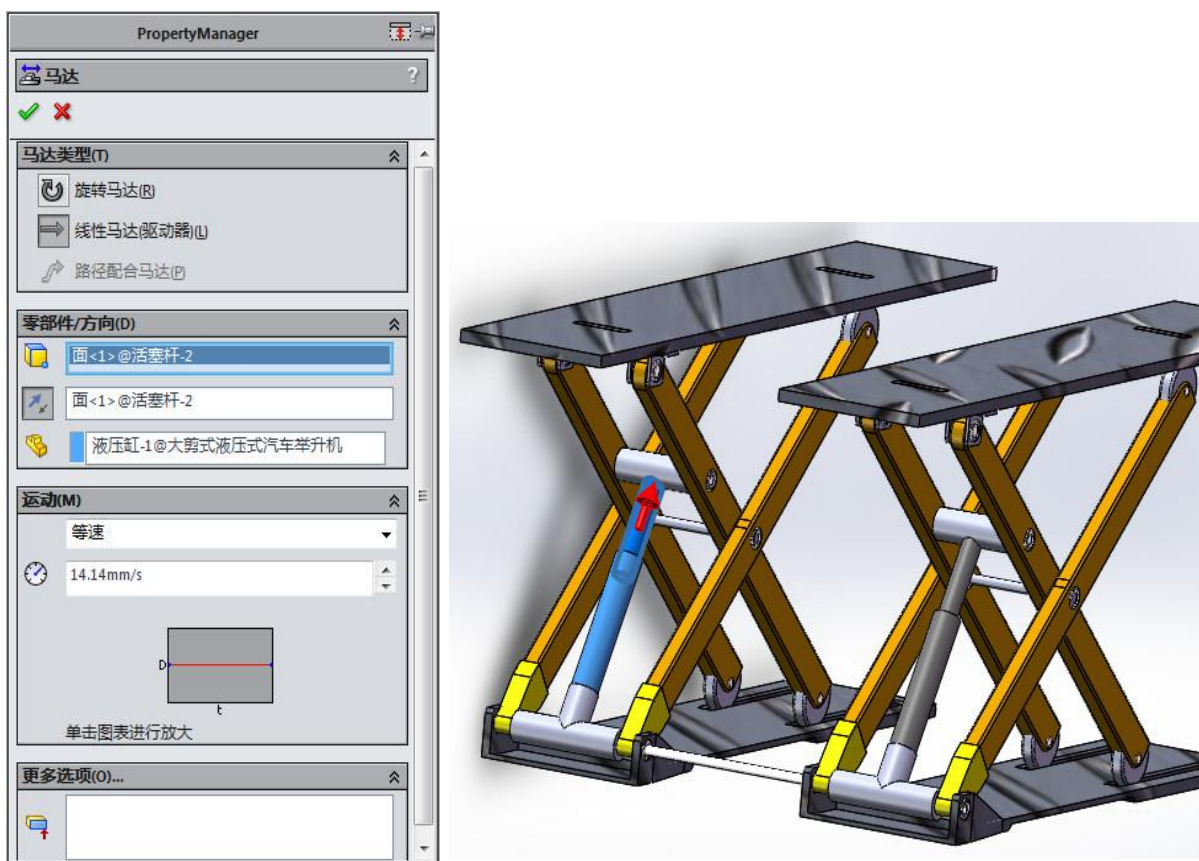 PropertyManager
马达
?
马达类型(T)
旋转马达(R)
线性马达(驱动器)(L)
路径配合马达(P)
零部件/方向(D)
面<1>@活塞杆-2
面<1>@活塞杆-2
液压缸-1@大剪式液压式汽车举升机
运动(M)
等速
14.14mm/s
D
t
单击图表进行放大
更多选项(O)...